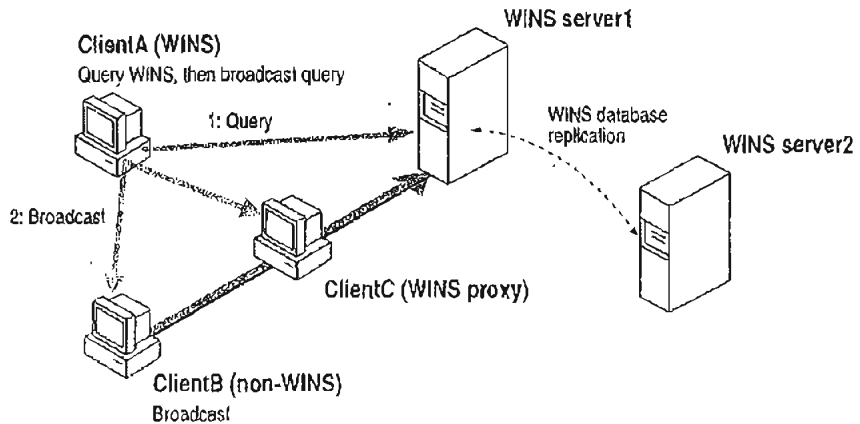 WINS server1
ClientA (WINS)
Query WINS, then broadcast query
1: Query
WINS database
replication
WINS server2
2: Broadcast
ClientC (WINS proxy)
ClientB (non-WINS)
Broadcast